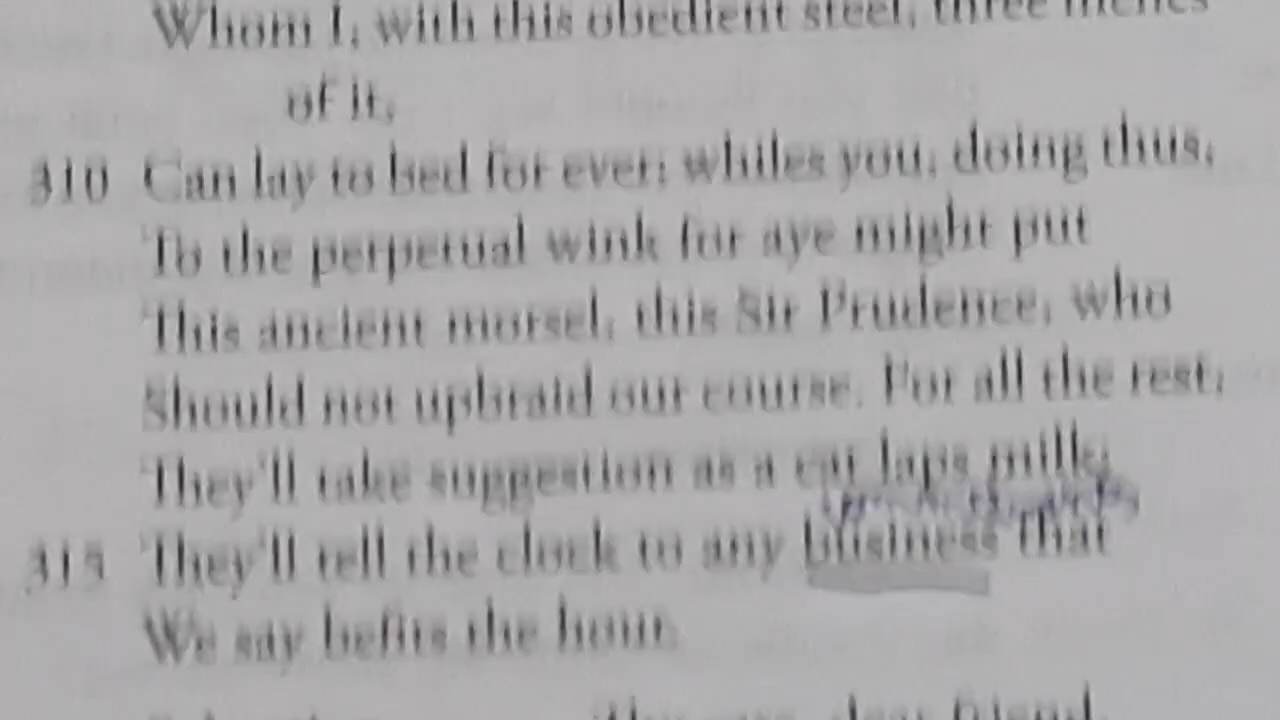 Whom I, with this obedient steel, three inches
of it,
310 Can lay to bed for ever; whiles you, doing thus,
To the perpetual wink for aye might put
This ancient morsel, this Sir Prudence, who
Should not upbraid our course. For all the rest,
They'll take suggestion as a cat laps milk;
315 They'll tell the clock to any business that
We say befits the hour.
dear friend,